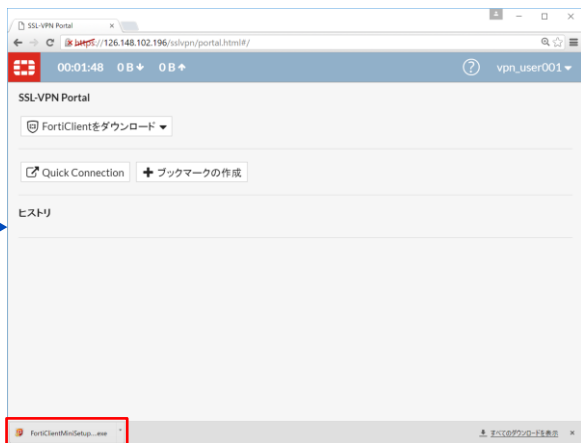 SSL-VPN Portal
https://126.148.102.196/sslvpn/portal.html#/
00:01:48 0 B 0 B
vpn_user001
SSL-VPN Portal
FortiClientをダウンロード
Quick Connection
ブックマークの作成
ヒストリ
FortiClientMiniSetup....exe
すべてのダウンロードを表示